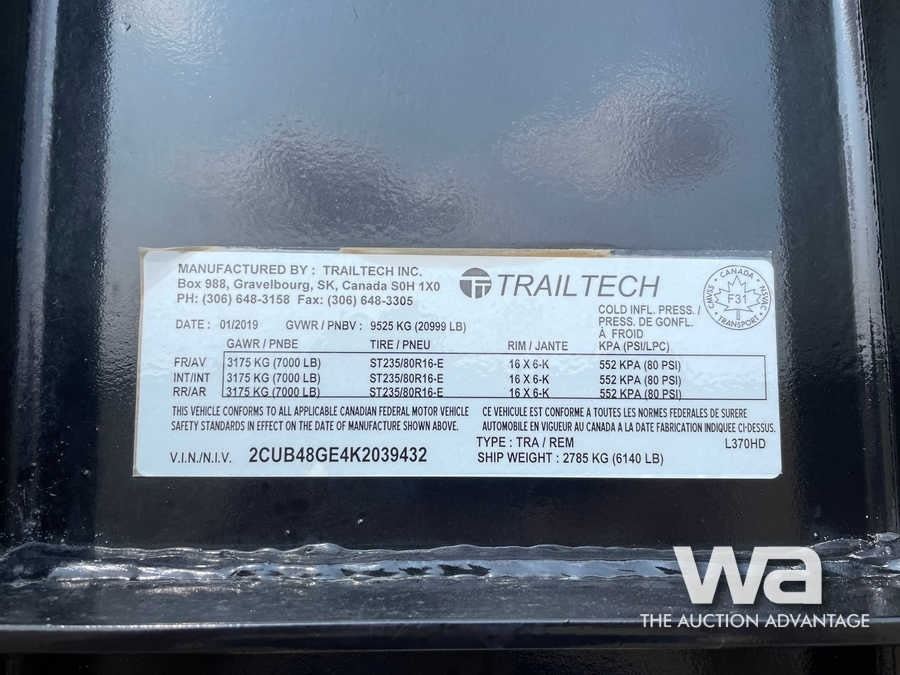 MANUFACTURED BY : TRAILTECH INC.
Box 988, Gravelbourg, SK, Canada S0H 1X0
PH: (306) 648-3158 Fax: (306) 648-3305
TRAILTECH
CANADA
CMVSS
NSVAC
F31
TRANSPORT
DATE : 01/2019 GVWR / PNBV : 9525 KG (20999 LB)
COLD INFL. PRESS. /
PRESS. DE GONFL.
À FROID
GAWR / PNBE TIRE / PNEU RIM / JANTE KPA (PSI/LPC)
FR/AV 3175 KG (7000 LB) ST235/80R16-E 16 X 6-K 552 KPA (80 PSI)
INT/INT 3175 KG (7000 LB) ST235/80R16-E 16 X 6-K 552 KPA (80 PSI)
RR/AR 3175 KG (7000 LB) ST235/80R16-E 16 X 6-K 552 KPA (80 PSI)
THIS VEHICLE CONFORMS TO ALL APPLICABLE CANADIAN FEDERAL MOTOR VEHICLE
SAFETY STANDARDS IN EFFECT ON THE DATE OF MANUFACTURE SHOWN ABOVE.
CE VEHICULE EST CONFORME A TOUTES LES NORMES FEDERALES DE SURERE
AUTOMOBILE EN VIGUEUR AU CANADA A LA DATE FABRICATION INDIQUEE CI-DESSUS.
TYPE : TRA / REM L370HD
V.I.N./N.I.V. 2CUB48GE4K2039432 SHIP WEIGHT : 2785 KG (6140 LB)
wa
THE AUCTION ADVANTAGE